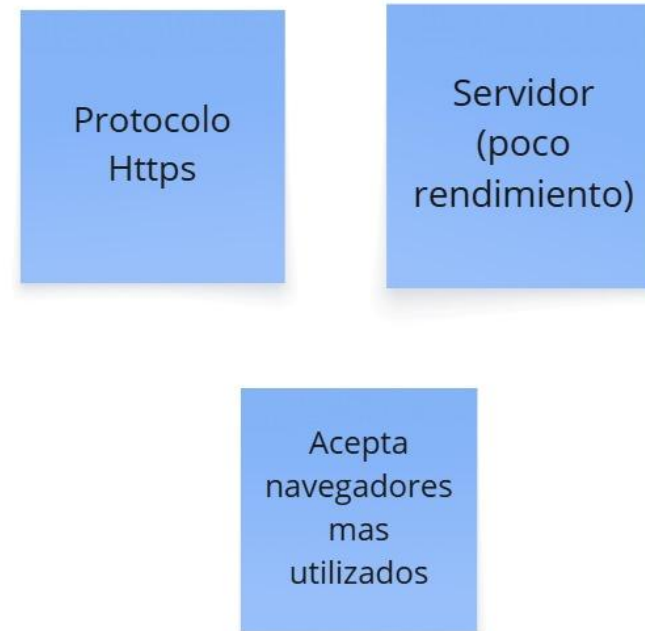 Protocolo
Https
Servidor
(poco
rendimiento)
Acepta
navegadores
mas
utilizados